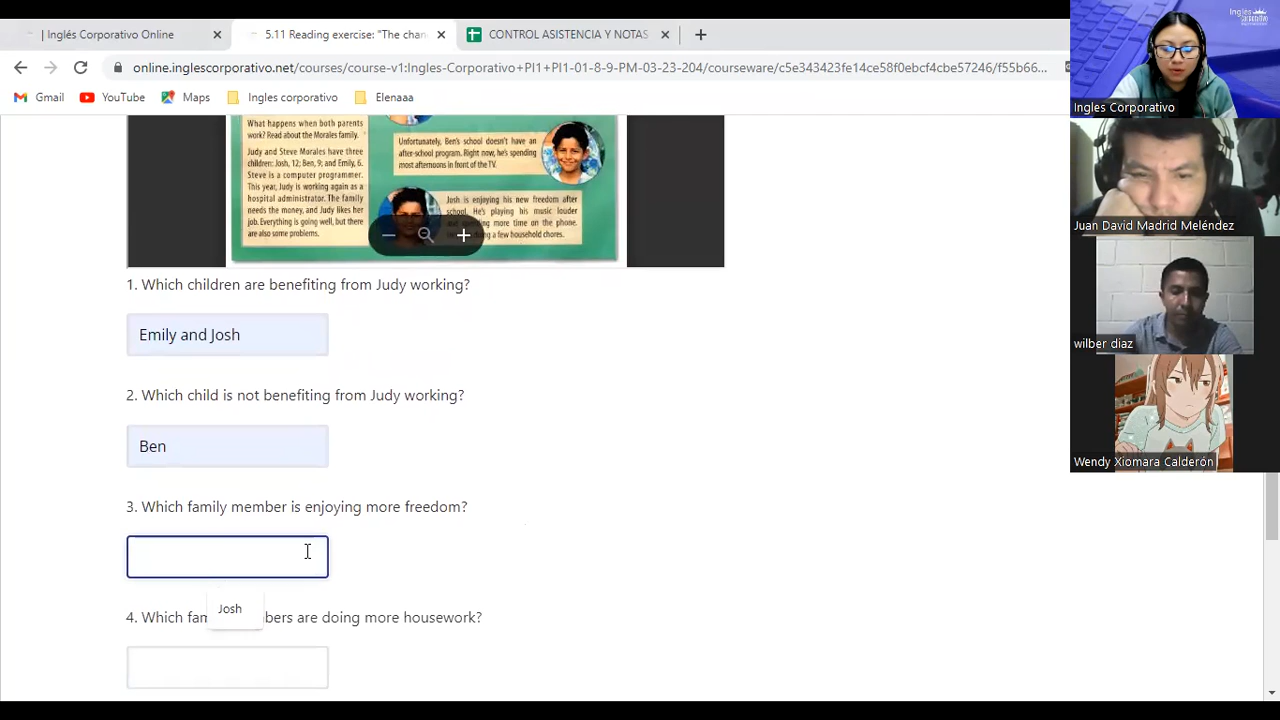 | Inglés Corporativo Online
5.11 Reading exercise: "The chan
CONTROL ASISTENCIA Y NOTAS
online.inglescorporativo.net/courses/course-v1:Ingles-Corporativo+PI1+PI1-01-8-9-PM-03-23-204/courseware/c5e343423fe14ce58f0ebcf4cbe57246/f55b66...
Gmail
YouTube
Maps
Ingles corporativo
Elenaaa
What happens when both parents
work? Read about the Morales family.
Judy and Steve Morales have three
children: Josh, 12; Ben, 9; and Emily, 6.
Steve is a computer programmer.
This year, Judy is working again as a
hospital administrator. The family
needs the money, and Judy likes her
job. Everything is going well, but there
are also some problems.
Unfortunately, Ben's school doesn't have an
after-school program. Right now, he's spending
most afternoons in front of the TV.
Josh is enjoying his new freedom after
school. He's playing his music louder
more time on the phone.
a few household chores.
1. Which children are benefiting from Judy working?
Emily and Josh
2. Which child is not benefiting from Judy working?
Ben
3. Which family member is enjoying more freedom?
Josh
4. Which fam bers are doing more housework?
Ingles Corporativo
Ingles Corporativo
Juan David Madrid Meléndez
wilber diaz
Wendy Xiomara Calderón